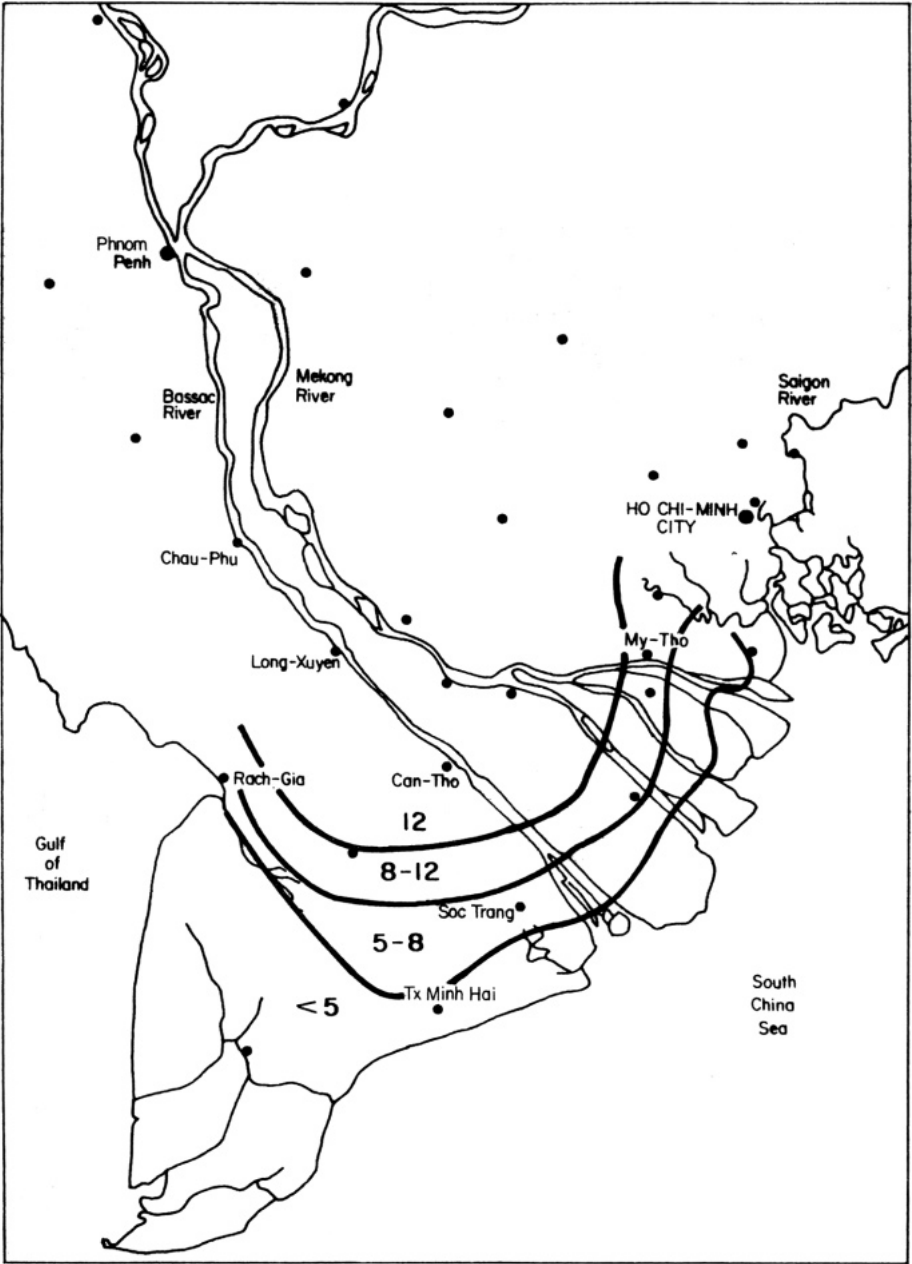 Phnom
Penh
Mekong
River
Bassac
River
Saigon
River
HO CHI-MINH
CITY
Chau-Phu
My-Tho
Long-Xuyen
Rach-Gia
Can-Tho
12
Gulf
of
Thailand
8-12
Soc Trang
5-8
South
China
Sea
Tx Minh Hai
<5